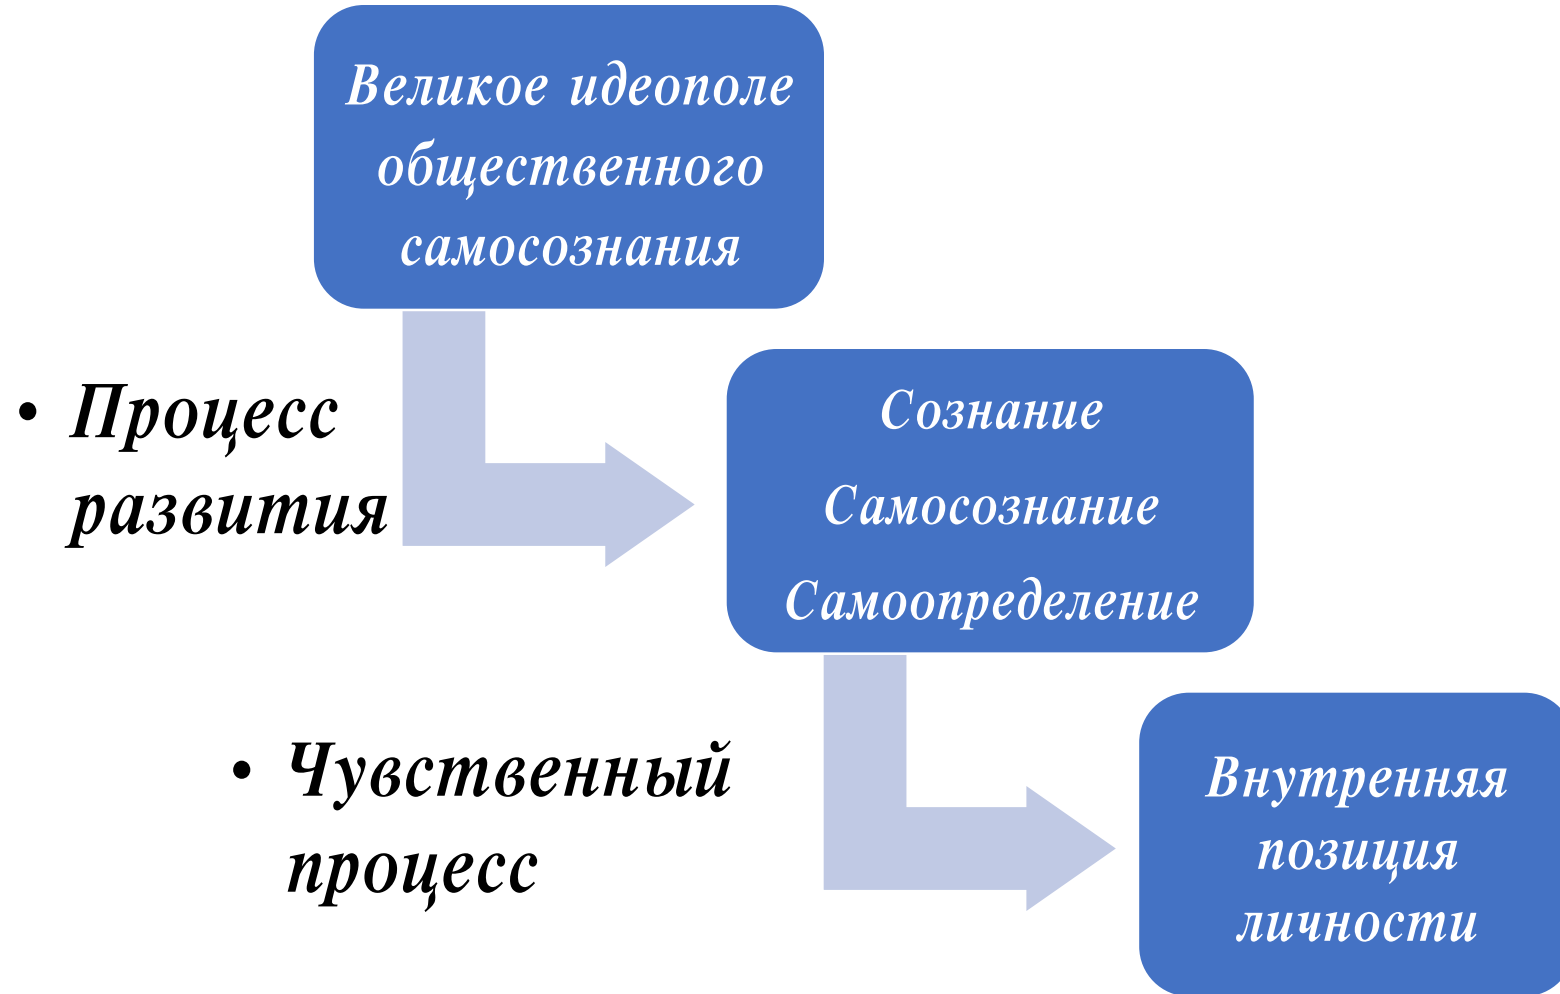 Великое идеополе
общественного
самосознания
• Процесс
развития
Сознание
Самосознание
Самоопределение
• Чувственный
процесс
Внутренняя
позиция
личности